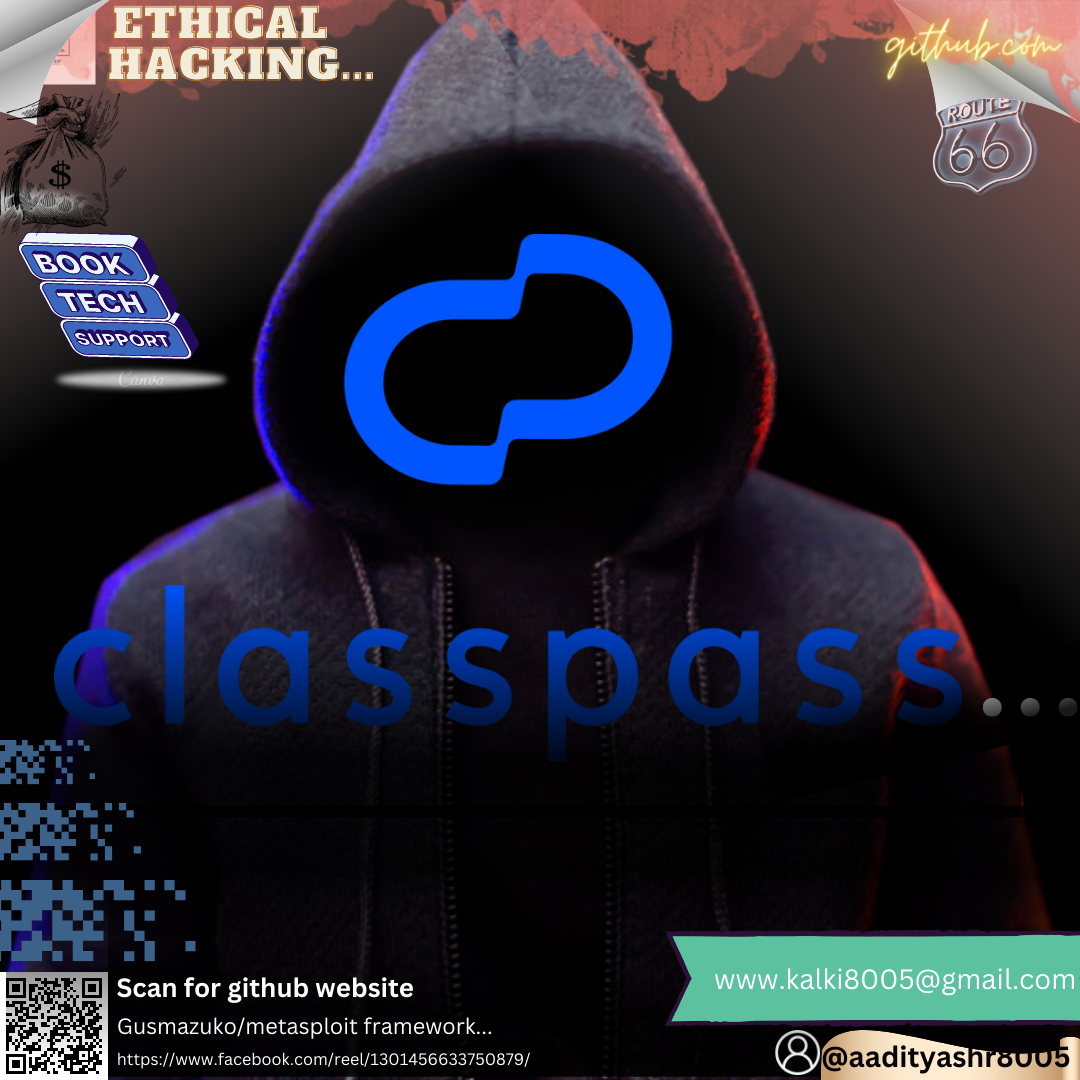 ETHICAL
HACKING...
github.com
ROUTE
66
$
BOOK
TECH
SUPPORT
Canva
classpass...
www.kalki8005@gmail.com
Scan for github website
Gusmazuko/metasploit framework...
https://www.facebook.com/reel/1301456633750879/
@aadityashr8005